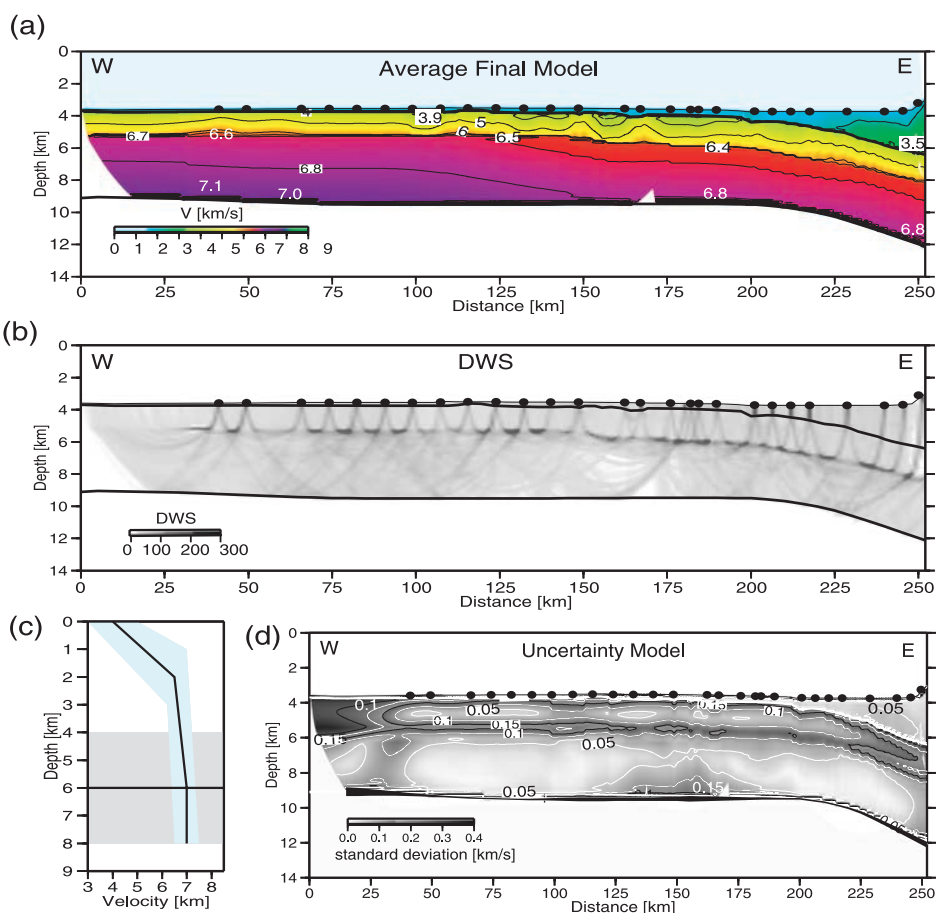 (a)
W
Average Final Model
E
0
2
4
6
8
10
12
14
Depth [km]
4
3.9
5
6
6.7
6.6
6.5
6.4
3.5
6.8
7.1
7.0
6.8
6.8
V [km/s]
0 1 2 3 4 5 6 7 8 9
0 25 50 75 100 125 150 175 200 225 250
Distance [km]
(b)
W
DWS
E
0
2
4
6
8
10
12
14
Depth [km]
DWS
0 100 200 300
0 25 50 75 100 125 150 175 200 225 250
Distance [km]
(c)
0
1
2
3
4
5
6
7
8
9
Depth [km]
3 4 5 6 7 8
Velocity [km]
(d)
W
Uncertainty Model
E
0
2
4
6
8
10
12
14
Depth [km]
0.1
0.05
0.15
0.1
0.05
0.1
0.15
0.1
0.15
0.05
0.05
0.15
0.05
0.0 0.1 0.2 0.3 0.4
standard deviation [km/s]
0 25 50 75 100 125 150 175 200 225 250
Distance [km]